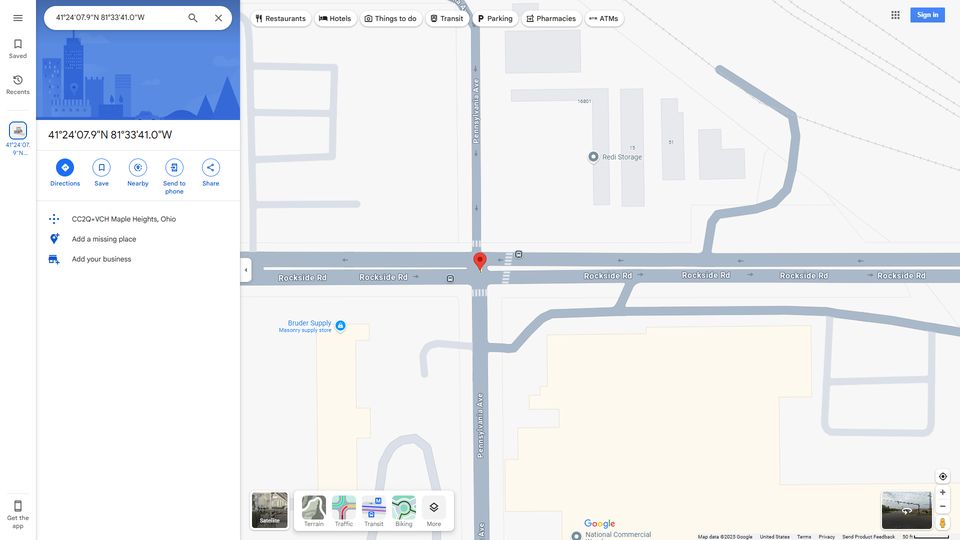 41°24'07.9"N 81°33'41.0"W
Restaurants
Hotels
Things to do
Transit
Parking
Pharmacies
ATMs
Sign in
Saved
Recents
41°24'07.
9"N...
41°24'07.9"N 81°33'41.0"W
Directions
Save
Nearby
Send to
phone
Share
CC2Q+VCH Maple Heights, Ohio
Add a missing place
Add your business
Pennsylvania Ave
16801
15
51
Redi Storage
Rockside Rd
Rockside Rd
Rockside Rd
Rockside Rd
Rockside Rd
Rockside Rd
Bruder Supply
Masonry supply store
Pennsylvania Ave
Ave
Get the
app
Satellite
Terrain
Traffic
Transit
Biking
More
Google
National Commercial
Map data ©2025 Google
United States
Terms
Privacy
Send Product Feedback
50 ft